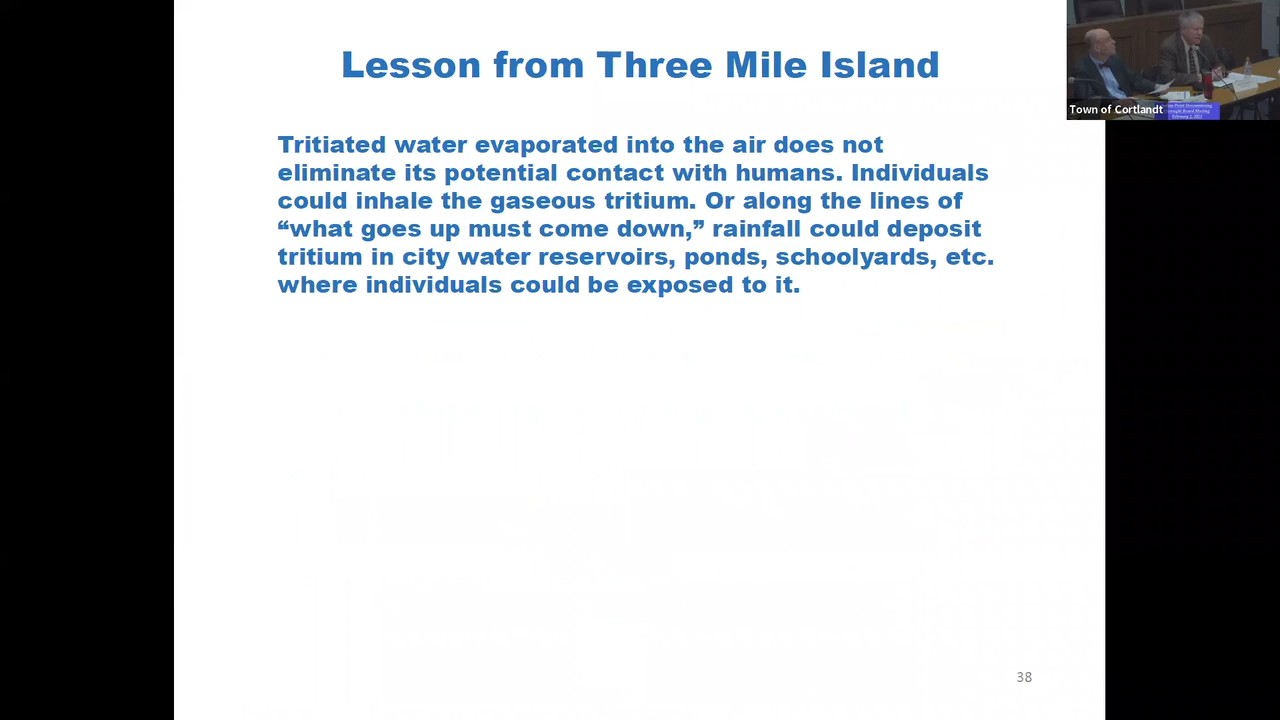 Lesson from Three Mile Island
Tritiated water evaporated into the air does not
eliminate its potential contact with humans. Individuals
could inhale the gaseous tritium. Or along the lines of
“what goes up must come down,” rainfall could deposit
tritium in city water reservoirs, ponds, schoolyards, etc.
where individuals could be exposed to it.
38
Town of Cortlandt